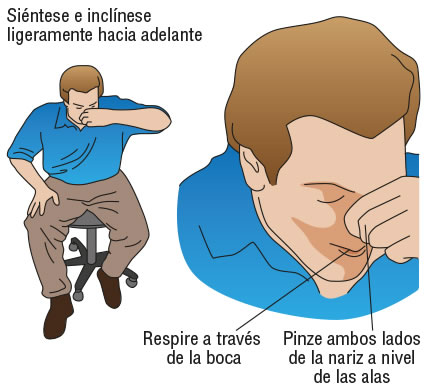 Siéntese e inclínese
ligeramente hacia adelante
Respire a través
de la boca
Pinze ambos lados
de la nariz a nivel
de las alas